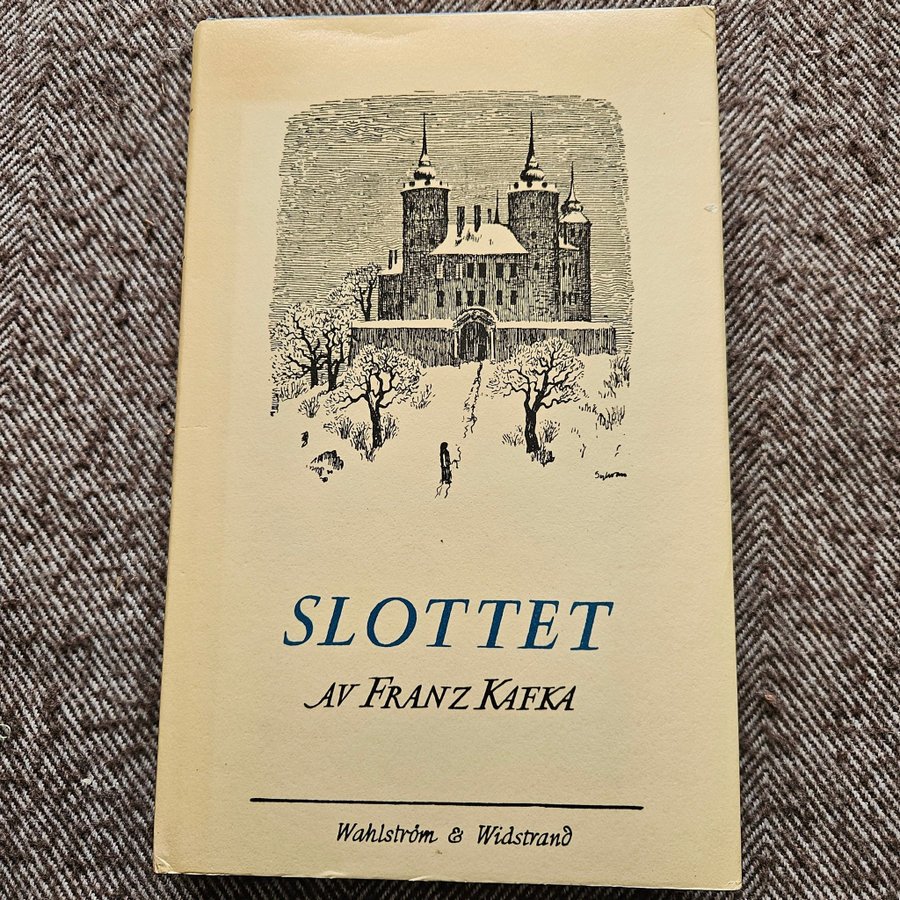 SLOTTET
AV FRANZ KAFKA
Wahlström & Widstrand